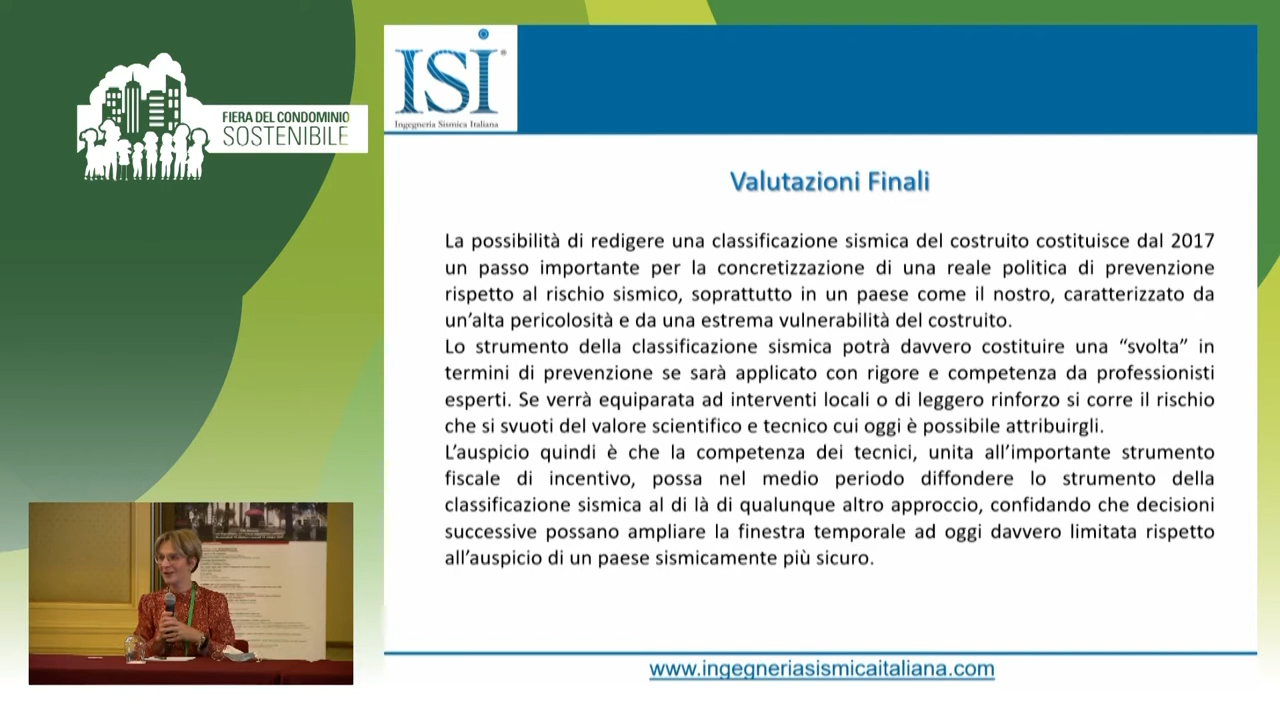 FIERA DEL CONDOMINIO
SOSTENIBILE
ISI
®
Ingegneria Sismica Italiana
Valutazioni Finali
La possibilità di redigere una classificazione sismica del costruito costituisce dal 2017
un passo importante per la concretizzazione di una reale politica di prevenzione
rispetto al rischio sismico, soprattutto in un paese come il nostro, caratterizzato da
un'alta pericolosità e da una estrema vulnerabilità del costruito.
Lo strumento della classificazione sismica potrà davvero costituire una “svolta” in
termini di prevenzione se sarà applicato con rigore e competenza da professionisti
esperti. Se verrà equiparata ad interventi locali o di leggero rinforzo si corre il rischio
che si svuoti del valore scientifico e tecnico cui oggi è possibile attribuirgli.
L'auspicio quindi è che la competenza dei tecnici, unita all'importante strumento
fiscale di incentivo, possa nel medio periodo diffondere lo strumento della
classificazione sismica al di là di qualunque altro approccio, confidando che decisioni
successive possano ampliare la finestra temporale ad oggi davvero limitata rispetto
all'auspicio di un paese sismicamente più sicuro.
www.ingegneriasismicaitaliana.com